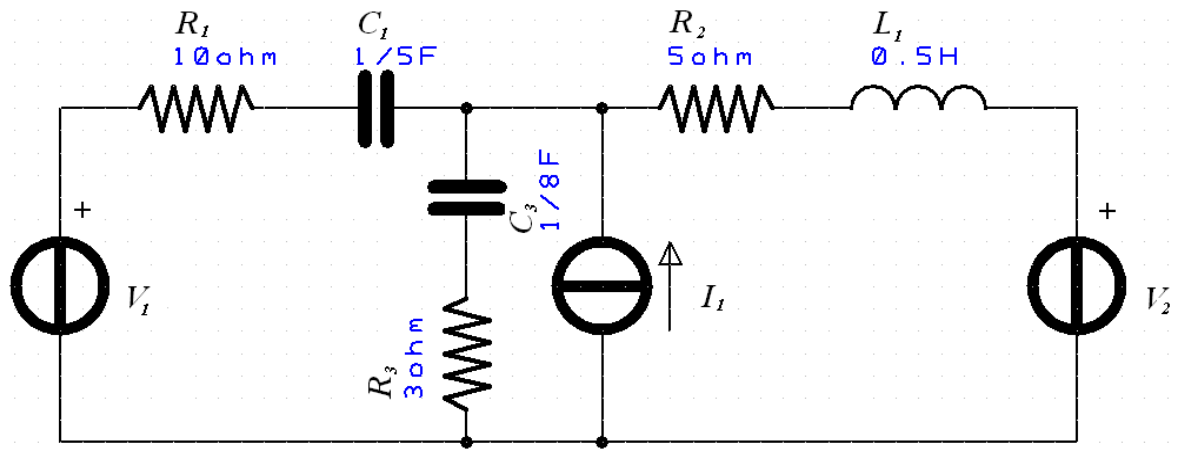 R₁
10ohm
C₁
1/5F
R₂
5ohm
L₁
0.5H
C₃
1/8F
+
V₁
R₃
3ohm
I₁
+
V₂